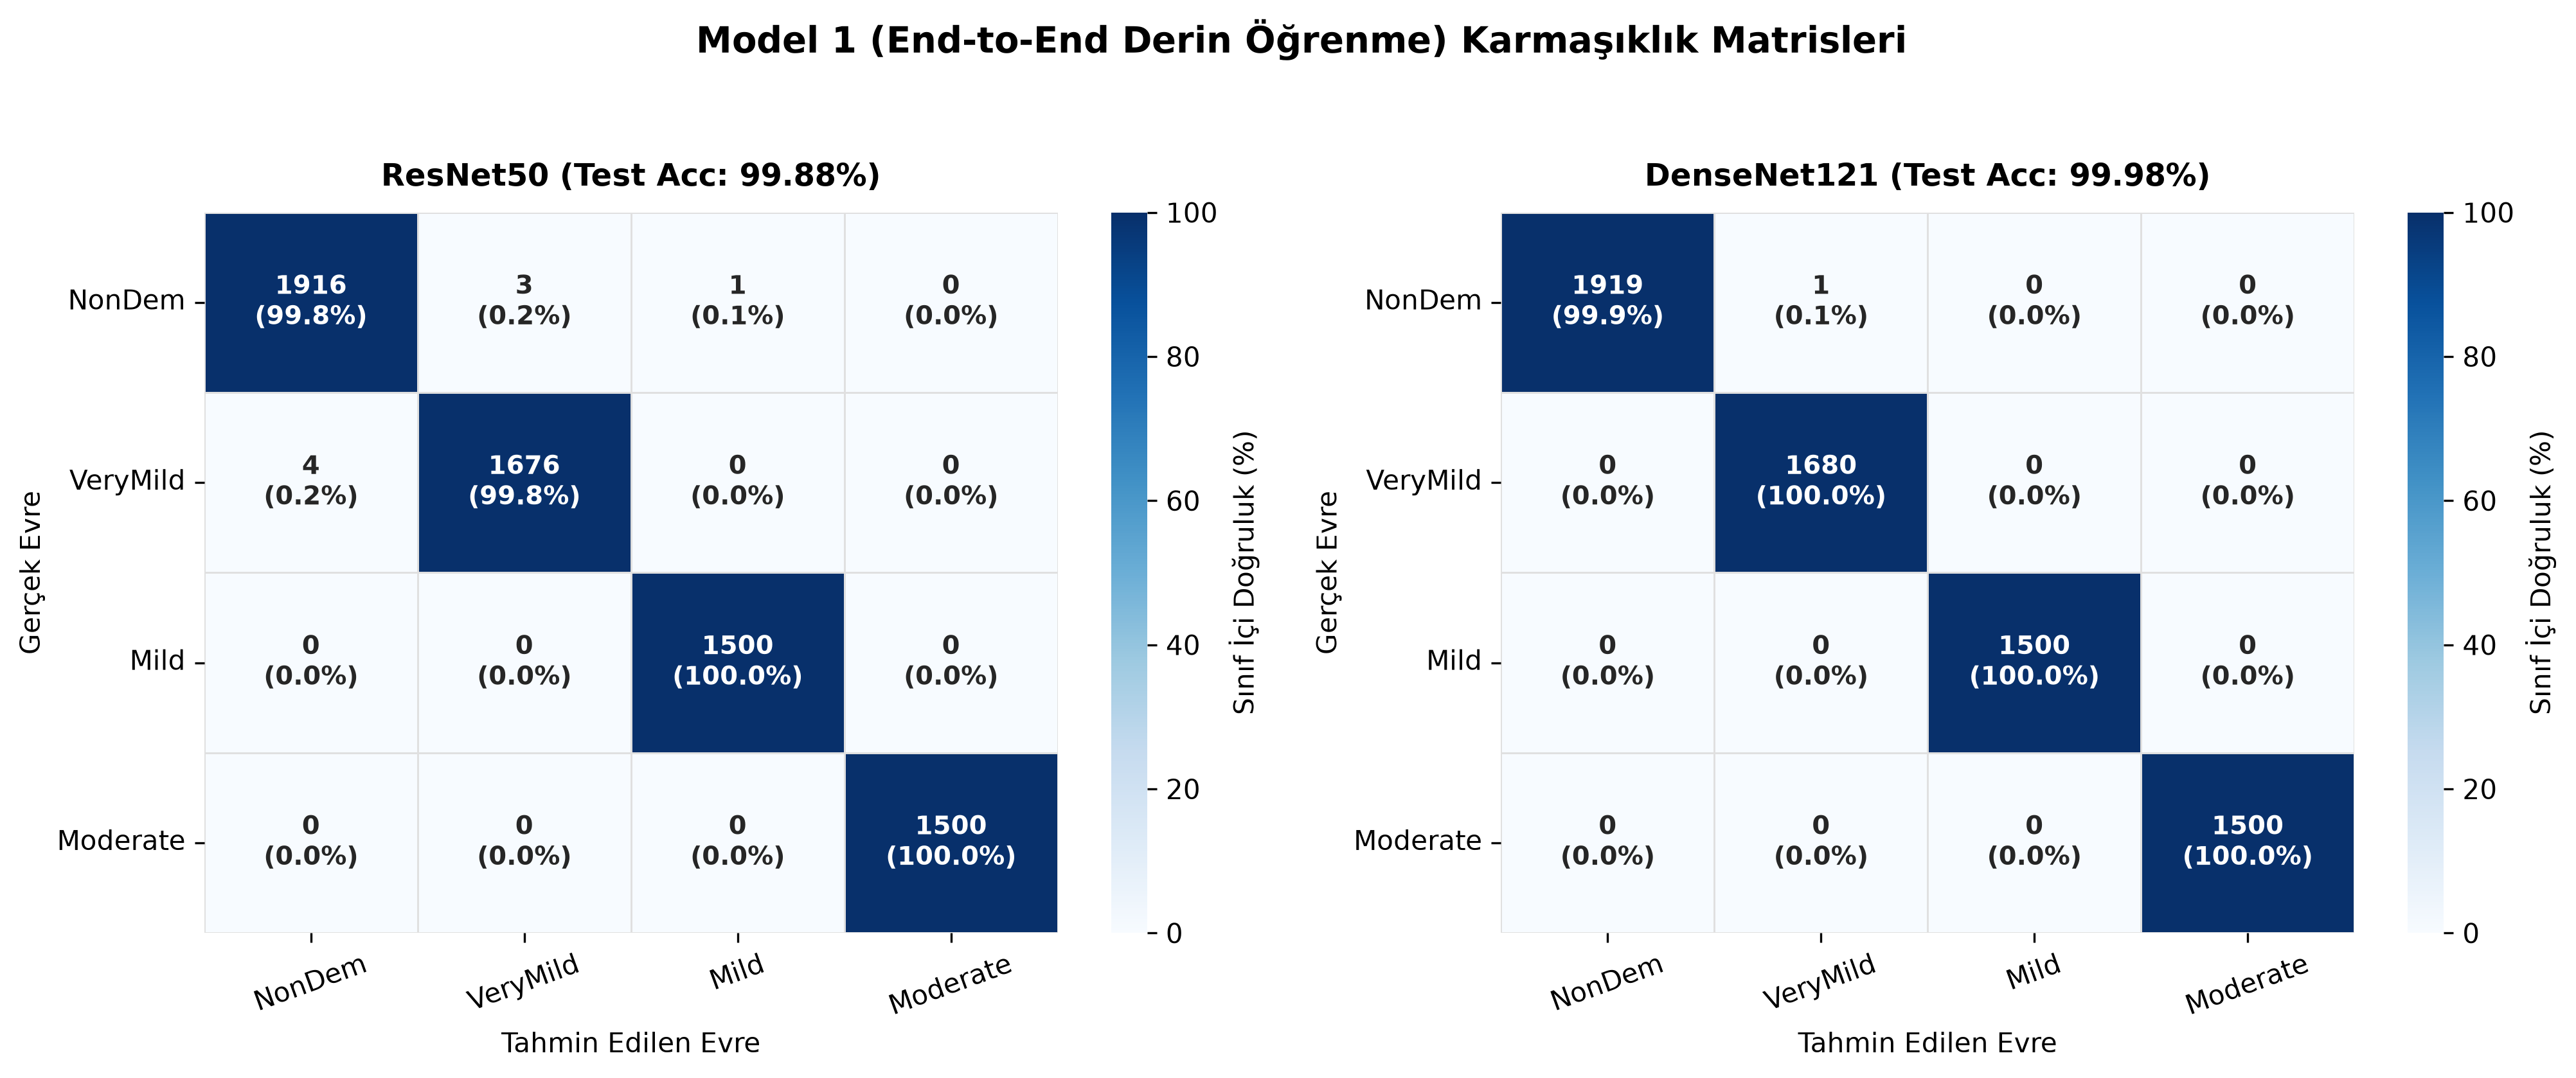 Model 1 (End-to-End Derin Öğrenme) Karmaşıklık Matrisleri
ResNet50 (Test Acc: 99.88%)
Gerçek Evre
NonDem
1916 3 1 0
(99.8%) (0.2%) (0.1%) (0.0%)
VeryMild
4 1676 0 0
(0.2%) (99.8%) (0.0%) (0.0%)
Mild
0 0 1500 0
(0.0%) (0.0%) (100.0%) (0.0%)
Moderate
0 0 0 1500
(0.0%) (0.0%) (0.0%) (100.0%)
NonDem VeryMild Mild Moderate
Tahmin Edilen Evre
100
80
60
40
20
0
Sınıf İçi Doğruluk (%)
DenseNet121 (Test Acc: 99.98%)
Gerçek Evre
NonDem
1919 1 0 0
(99.9%) (0.1%) (0.0%) (0.0%)
VeryMild
0 1680 0 0
(0.0%) (100.0%) (0.0%) (0.0%)
Mild
0 0 1500 0
(0.0%) (0.0%) (100.0%) (0.0%)
Moderate
0 0 0 1500
(0.0%) (0.0%) (0.0%) (100.0%)
NonDem VeryMild Mild Moderate
Tahmin Edilen Evre
100
80
60
40
20
0
Sınıf İçi Doğruluk (%)